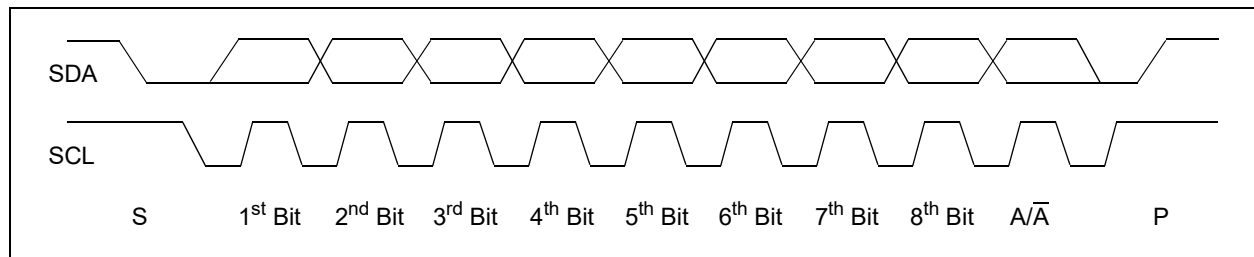 SDA
SCL
S 1st Bit 2nd Bit 3rd Bit 4th Bit 5th Bit 6th Bit 7th Bit 8th Bit A/A̅ P